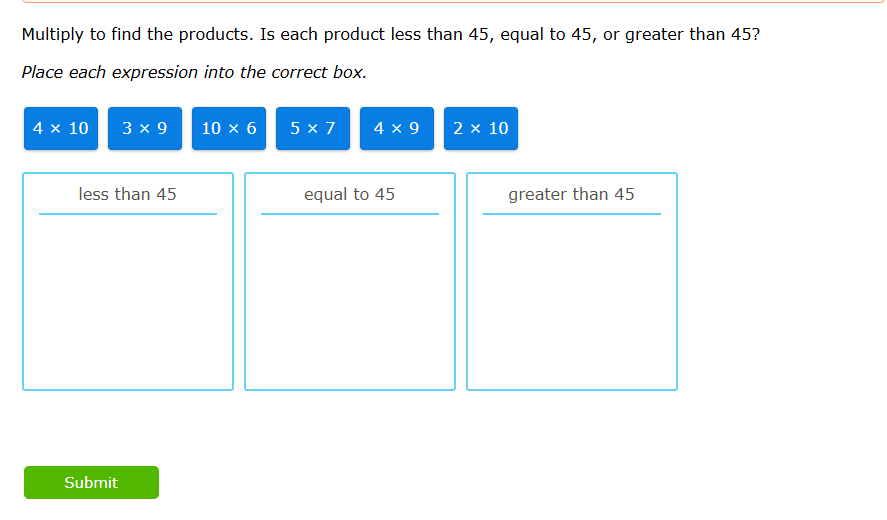 Multiply to find the products. Is each product less than 45, equal to 45, or greater than 45?
Place each expression into the correct box.
4 × 10 3 × 9 10 × 6 5 × 7 4 × 9 2 × 10
less than 45 equal to 45 greater than 45
Submit